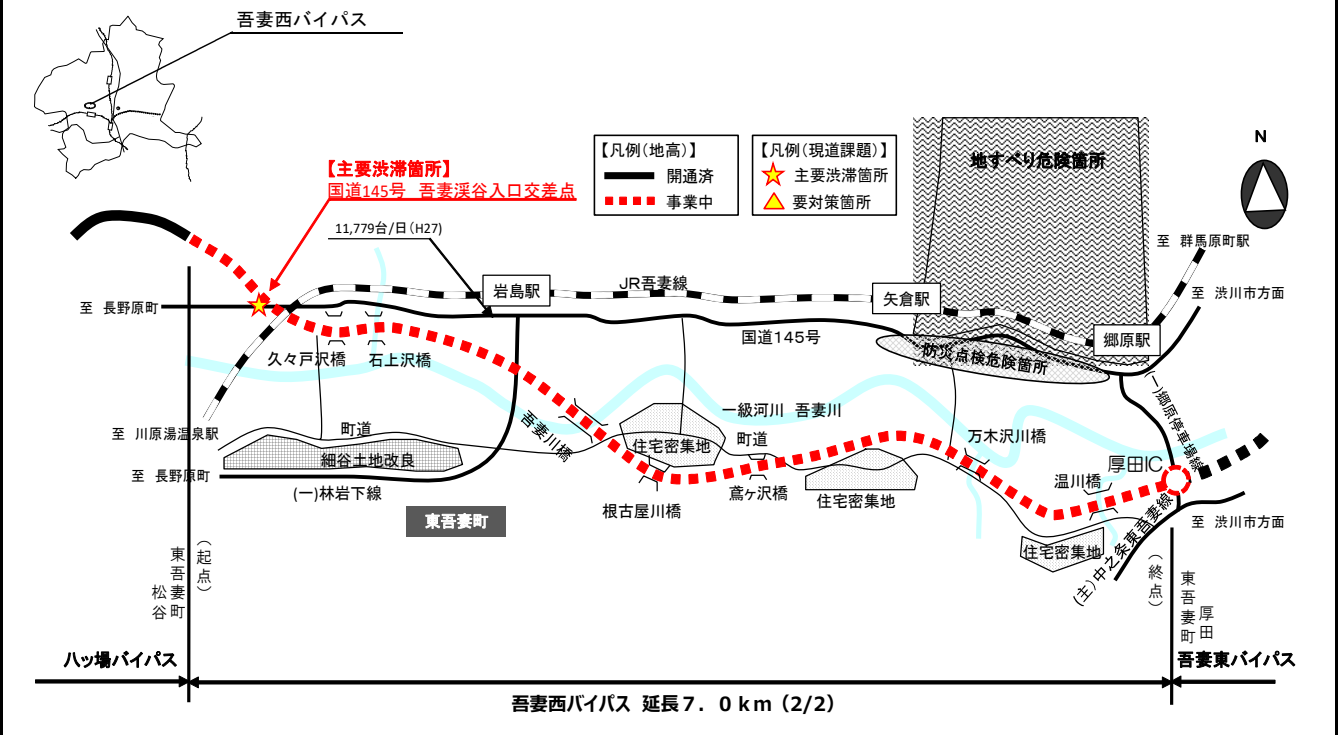 吾妻西バイパス
【主要渋滞箇所】
国道145号 吾妻渓谷入口交差点
11,779台/日(H27)
【凡例(地高)】
開通済
事業中
【凡例(現道課題)】
主要渋滞箇所
要対策箇所
地すべり危険箇所
N
至 群馬原町駅
至 渋川市方面
至 長野原町
岩島駅
JR吾妻線
矢倉駅
郷原駅
国道145号
防災点検危険箇所
久々戸沢橋
石上沢橋
(一)郷原停車場線
一級河川 吾妻川
至 川原湯温泉駅
町道
吾妻川橋
住宅密集地
町道
万木沢川橋
細谷土地改良
至 長野原町
(一)林岩下線
根古屋川橋
鳶ヶ沢橋
住宅密集地
温川橋
厚田IC
東吾妻町
至 渋川市方面
住宅密集地
(主)中之条東吾妻線
(起点)
東吾妻町
松谷
(終点)
東吾妻町
厚田
八ッ場バイパス
吾妻東バイパス
吾妻西バイパス 延長7.0km(2/2)